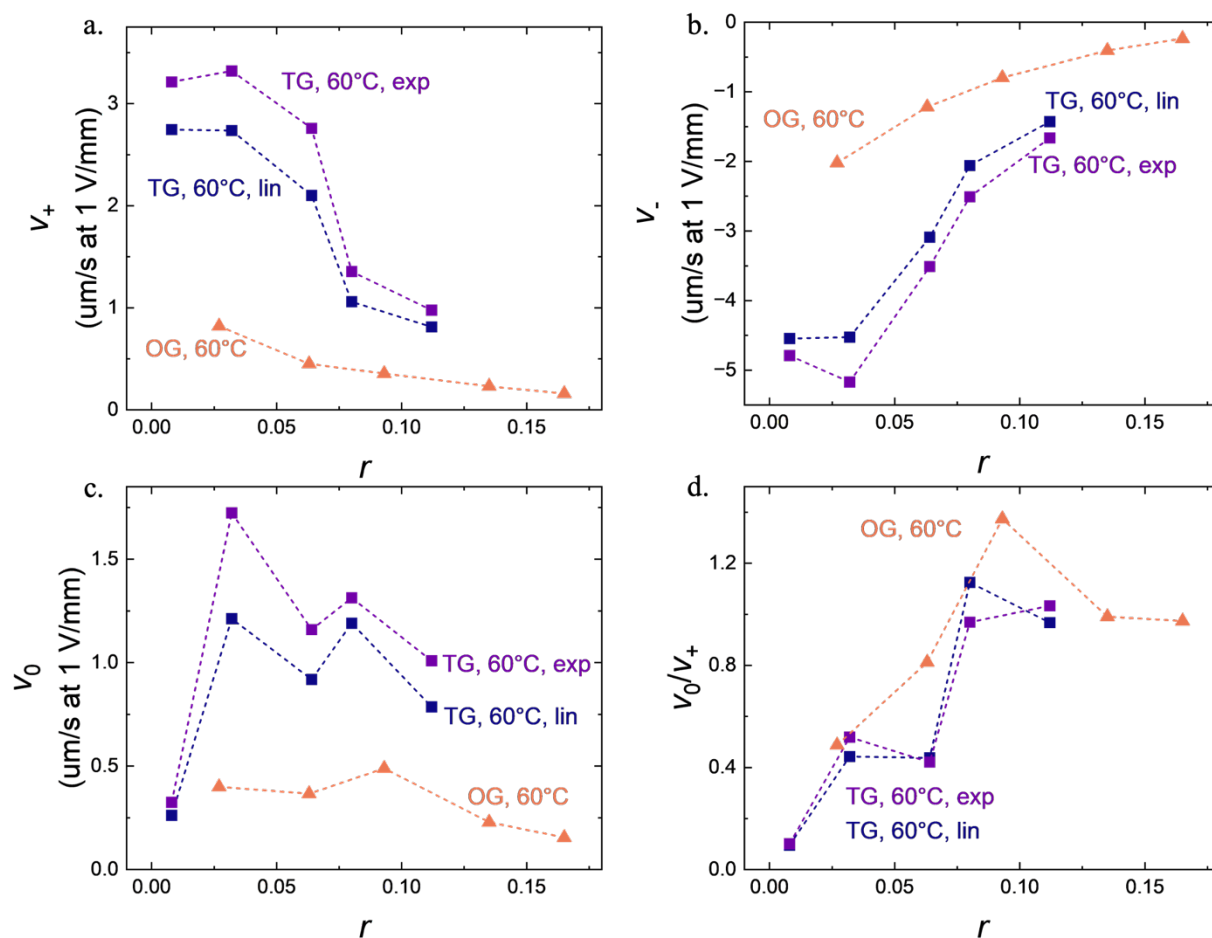 a.
v+
(um/s at 1 V/mm)
3
2
1
0
TG, 60°C, exp
TG, 60°C, lin
OG, 60°C
0.00 0.05 0.10 0.15
r
b.
v-
(um/s at 1 V/mm)
0
−1
−2
−3
−4
−5
OG, 60°C
TG, 60°C, lin
TG, 60°C, exp
0.00 0.05 0.10 0.15
r
c.
v0
(um/s at 1 V/mm)
1.5
1.0
0.5
0.0
TG, 60°C, exp
TG, 60°C, lin
OG, 60°C
0.00 0.05 0.10 0.15
r
d.
v0/v+
1.2
0.8
0.4
0.0
OG, 60°C
TG, 60°C, exp
TG, 60°C, lin
0.00 0.05 0.10 0.15
r